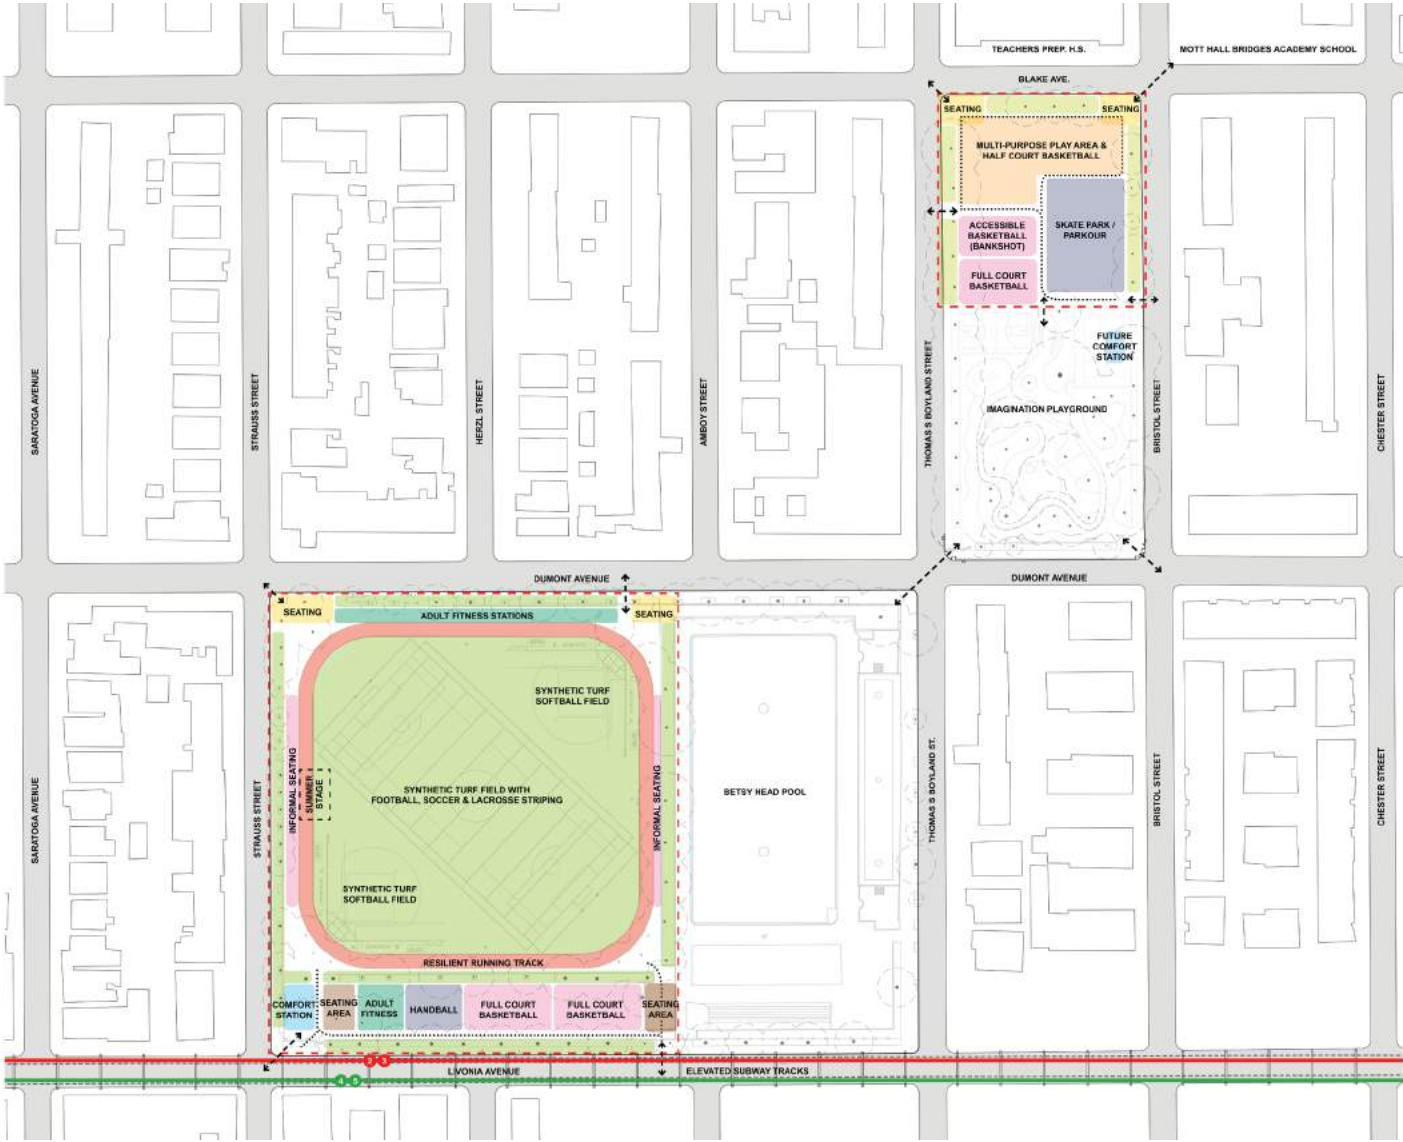 TEACHERS PREP. H.S.
MOTT HALL BRIDGES ACADEMY SCHOOL
BLAKE AVE.
SEATING
SEATING
MULTI-PURPOSE PLAY AREA &
HALF COURT BASKETBALL
ACCESSIBLE
BASKETBALL
(BANKSHOT)
SKATE PARK /
PARKOUR
FULL COURT
BASKETBALL
FUTURE
COMFORT
STATION
IMAGINATION PLAYGROUND
SARATOGA AVENUE
STRAUSS STREET
HERZL STREET
AMBOY STREET
THOMAS S BOYLAND STREET
BRISTOL STREET
CHESTER STREET
DUMONT AVENUE
DUMONT AVENUE
SEATING
ADULT FITNESS STATIONS
SEATING
SYNTHETIC TURF
SOFTBALL FIELD
INFORMAL SEATING
SUMMER
STAGE
SYNTHETIC TURF FIELD WITH
FOOTBALL, SOCCER & LACROSSE STRIPING
INFORMAL SEATING
BETSY HEAD POOL
SARATOGA AVENUE
STRAUSS STREET
THOMAS S BOYLAND ST.
BRISTOL STREET
CHESTER STREET
SYNTHETIC TURF
SOFTBALL FIELD
RESILIENT RUNNING TRACK
COMFORT
STATION
SEATING
AREA
ADULT
FITNESS
HANDBALL
FULL COURT
BASKETBALL
FULL COURT
BASKETBALL
SEATING
AREA
LIVONIA AVENUE
ELEVATED SUBWAY TRACKS
4 5